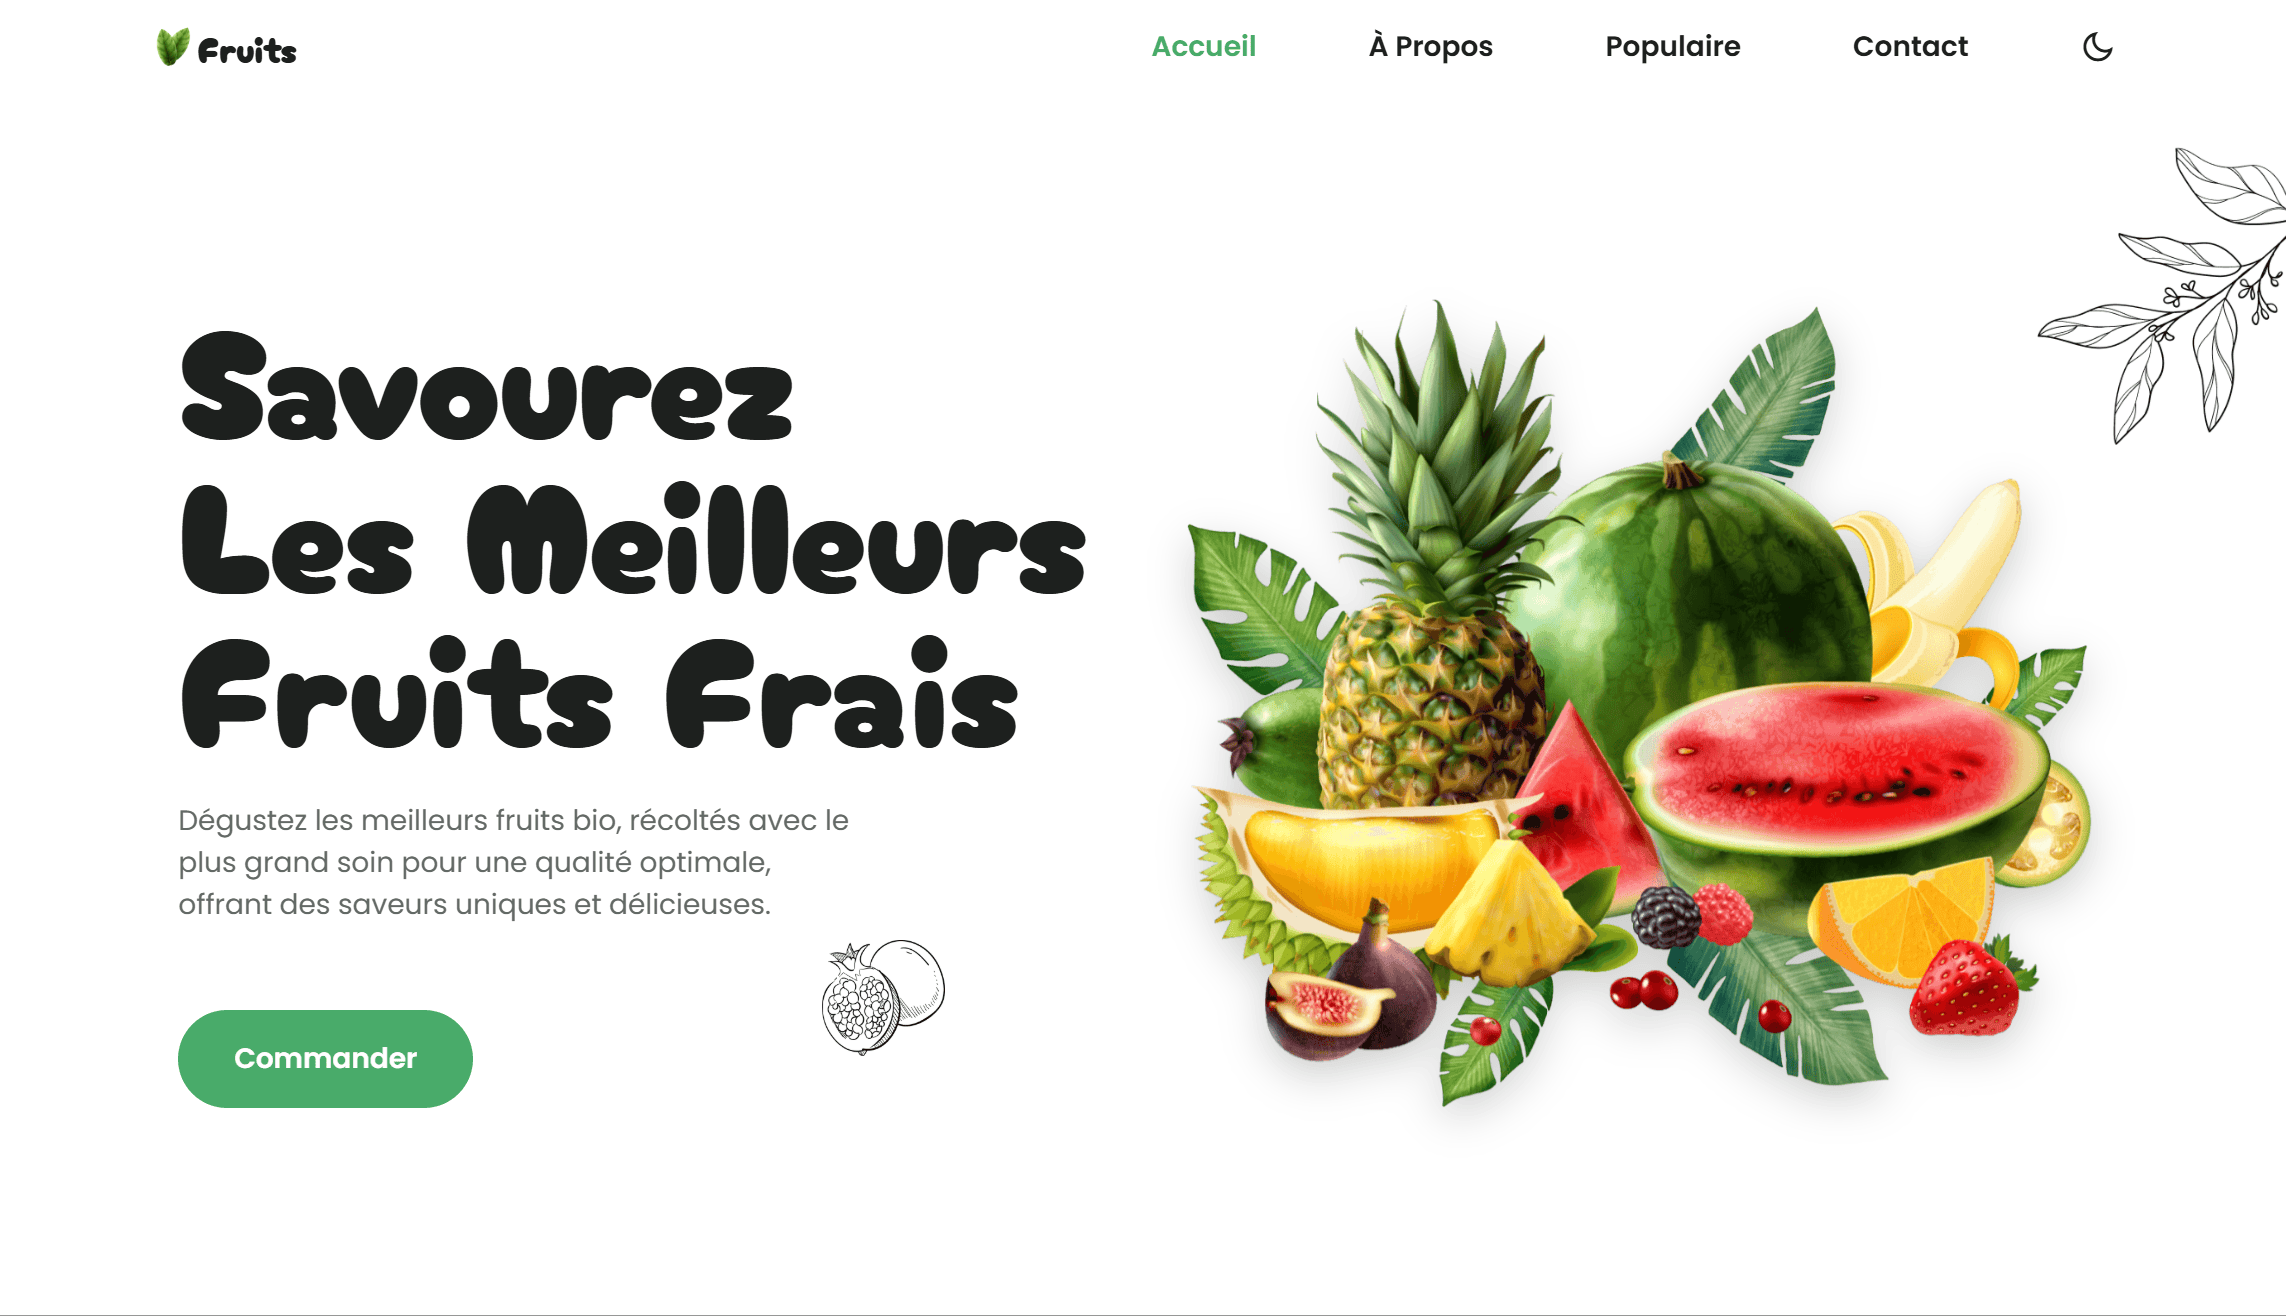 Fruits
Accueil
À Propos
Populaire
Contact
Savourez
Les Meilleurs
Fruits Frais
Dégustez les meilleurs fruits bio, récoltés avec le
plus grand soin pour une qualité optimale,
offrant des saveurs uniques et délicieuses.
Commander